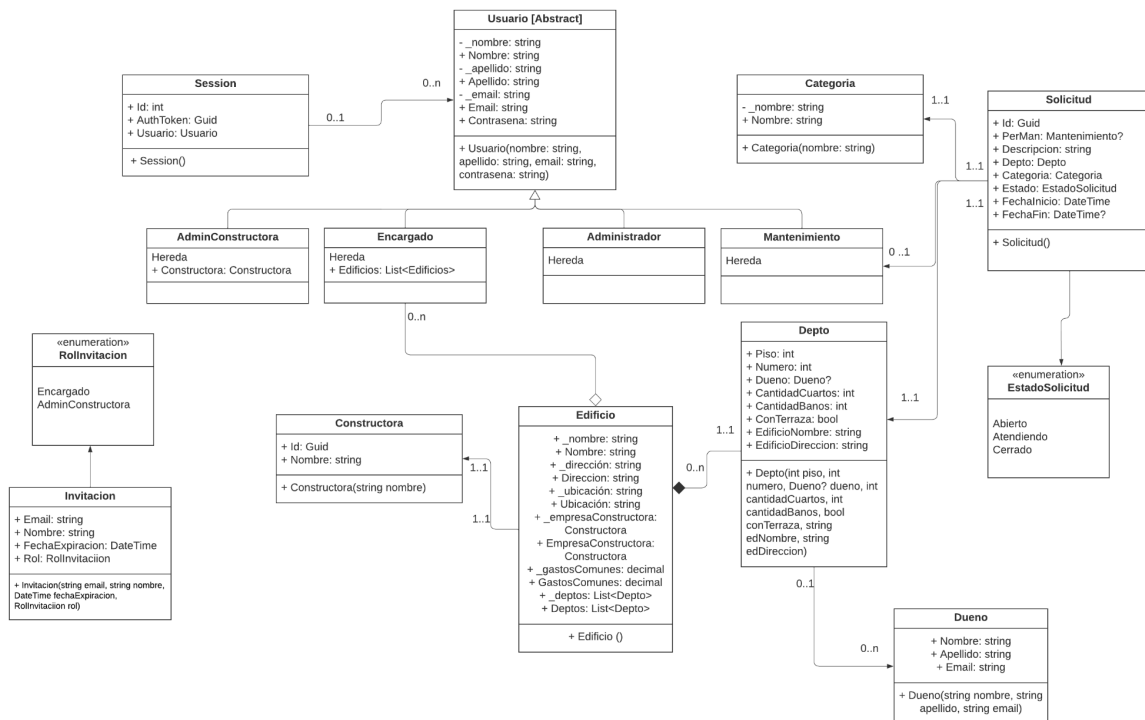 Usuario [Abstract]
- _nombre: string
+ Nombre: string
- _apellido: string
+ Apellido: string
- _email: string
+ Email: string
+ Contrasena: string
+ Usuario(nombre: string,
apellido: string, email: string,
contrasena: string)
Session
+ Id: int
+ AuthToken: Guid
+ Usuario: Usuario
+ Session()
0..1
0..n
Categoria
- _nombre: string
+ Nombre: string
+ Categoria(nombre: string)
1..1
Solicitud
+ Id: Guid
+ PerMan: Mantenimiento?
+ Descripcion: string
+ Depto: Depto
+ Categoria: Categoria
+ Estado: EstadoSolicitud
+ FechaInicio: DateTime
+ FechaFin: DateTime?
+ Solicitud()
1..1
1..1
1..1
AdminConstructora
Hereda
+ Constructora: Constructora
Encargado
Hereda
+ Edificios: List<Edificios>
0..n
Administrador
Hereda
Mantenimiento
Hereda
0 ..1
«enumeration»
RolInvitacion
Encargado
AdminConstructora
Invitacion
+ Email: string
+ Nombre: string
+ FechaExpiracion: DateTime
+ Rol: RolInvitaciion
+ Invitacion(string email, string nombre,
DateTime fechaExpiracion,
RolInvitaciion rol)
Constructora
+ Id: Guid
+ Nombre: string
+ Constructora(string nombre)
1..1
1..1
Edificio
+ _nombre: string
+ Nombre: string
+ _dirección: string
+ Direccion: string
+ _ubicación: string
+ Ubicación: string
+ _empresaConstructora:
Constructora
+ EmpresaConstructora:
Constructora
+ _gastosComunes: decimal
+ GastosComunes: decimal
+ _deptos: List<Depto>
+ Deptos: List<Depto>
+ Edificio ()
0..n
1..1
Depto
+ Piso: int
+ Numero: int
+ Dueno: Dueno?
+ CantidadCuartos: int
+ CantidadBanos: int
+ ConTerraza: bool
+ EdificioNombre: string
+ EdificioDireccion: string
+ Depto(int piso, int
numero, Dueno? dueno, int
cantidadCuartos, int
cantidadBanos, bool
conTerraza, string
edNombre, string
edDireccion)
1..1
0..1
0..n
«enumeration»
EstadoSolicitud
Abierto
Atendiendo
Cerrado
Dueno
+ Nombre: string
+ Apellido: string
+ Email: string
+ Dueno(string nombre, string
apellido, string email)